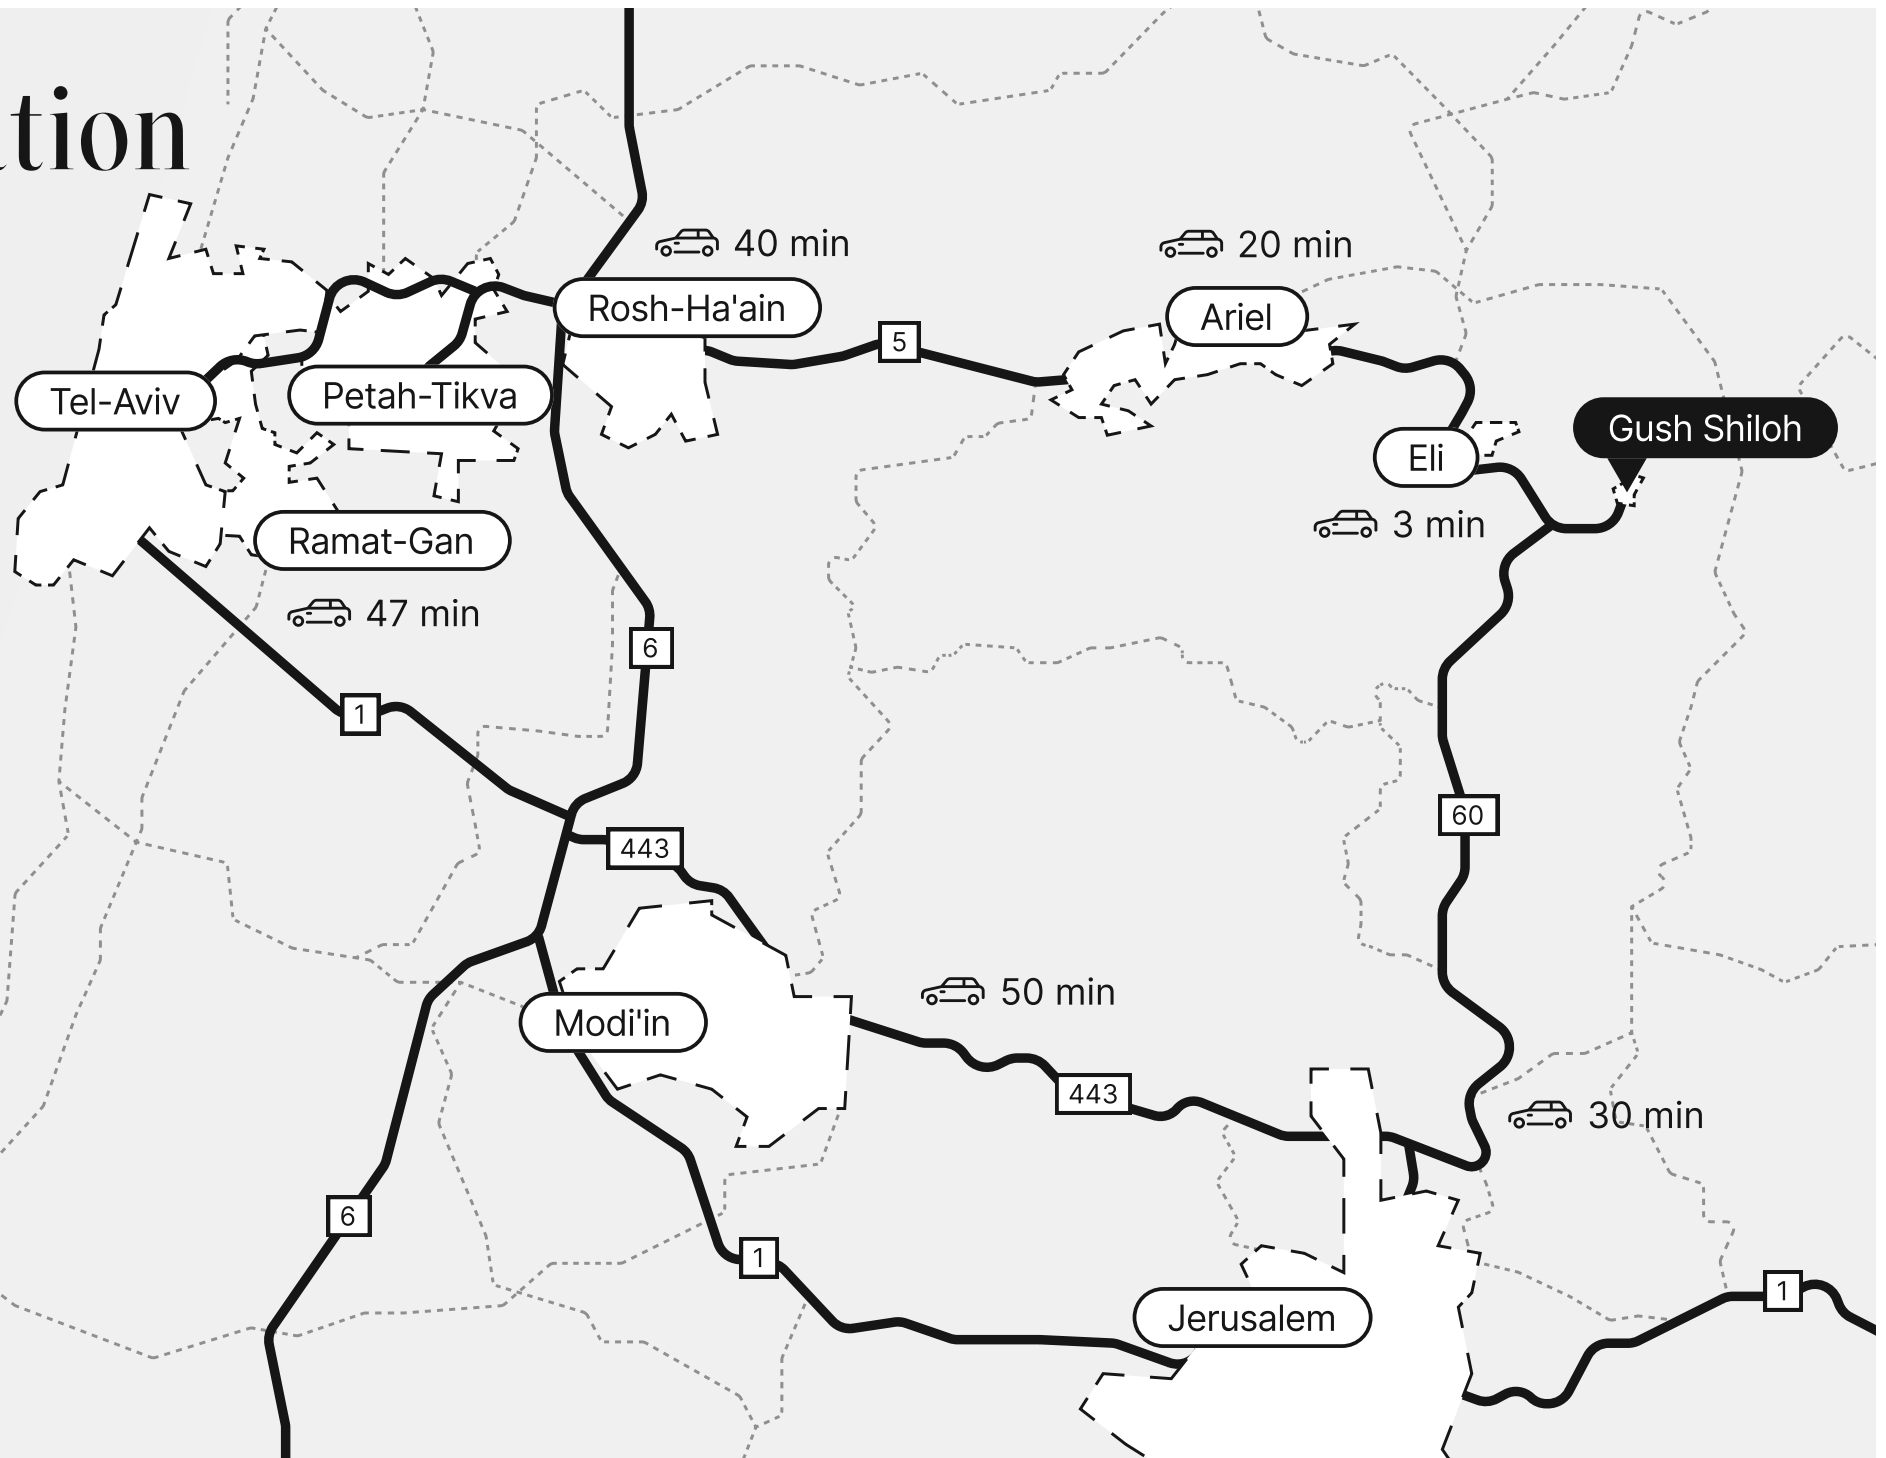 tion
40 min
20 min
Rosh-Ha'ain
Ariel
5
Tel-Aviv
Petah-Tikva
Gush Shiloh
Eli
Ramat-Gan
3 min
47 min
6
1
60
443
50 min
Modi'in
443
30 min
6
1
1
Jerusalem